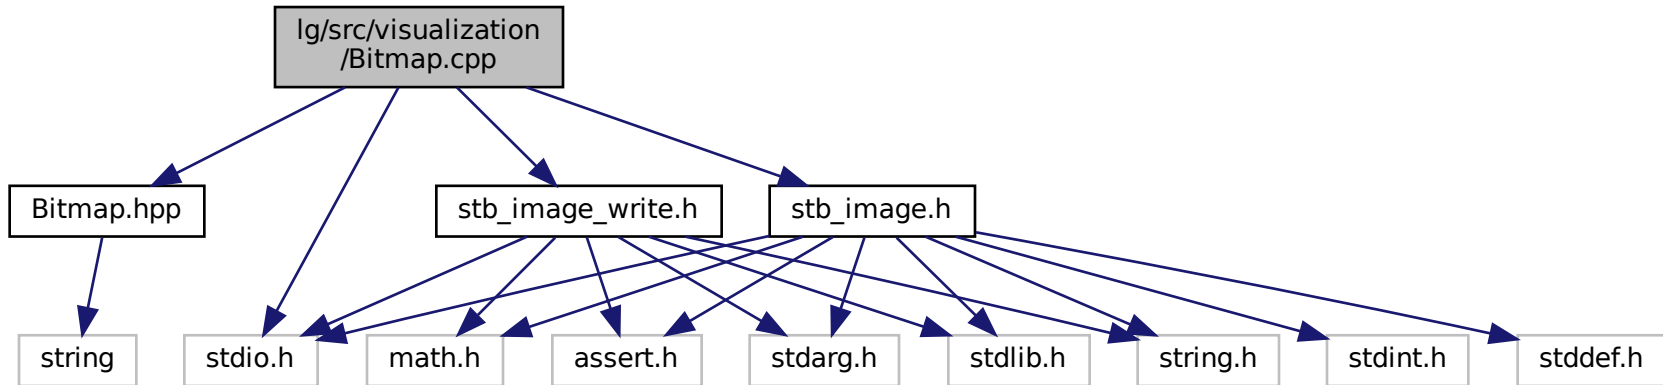 lg/src/visualization
/Bitmap.cpp
Bitmap.hpp
stb_image_write.h
stb_image.h
string
stdio.h
math.h
assert.h
stdarg.h
stdlib.h
string.h
stdint.h
stddef.h